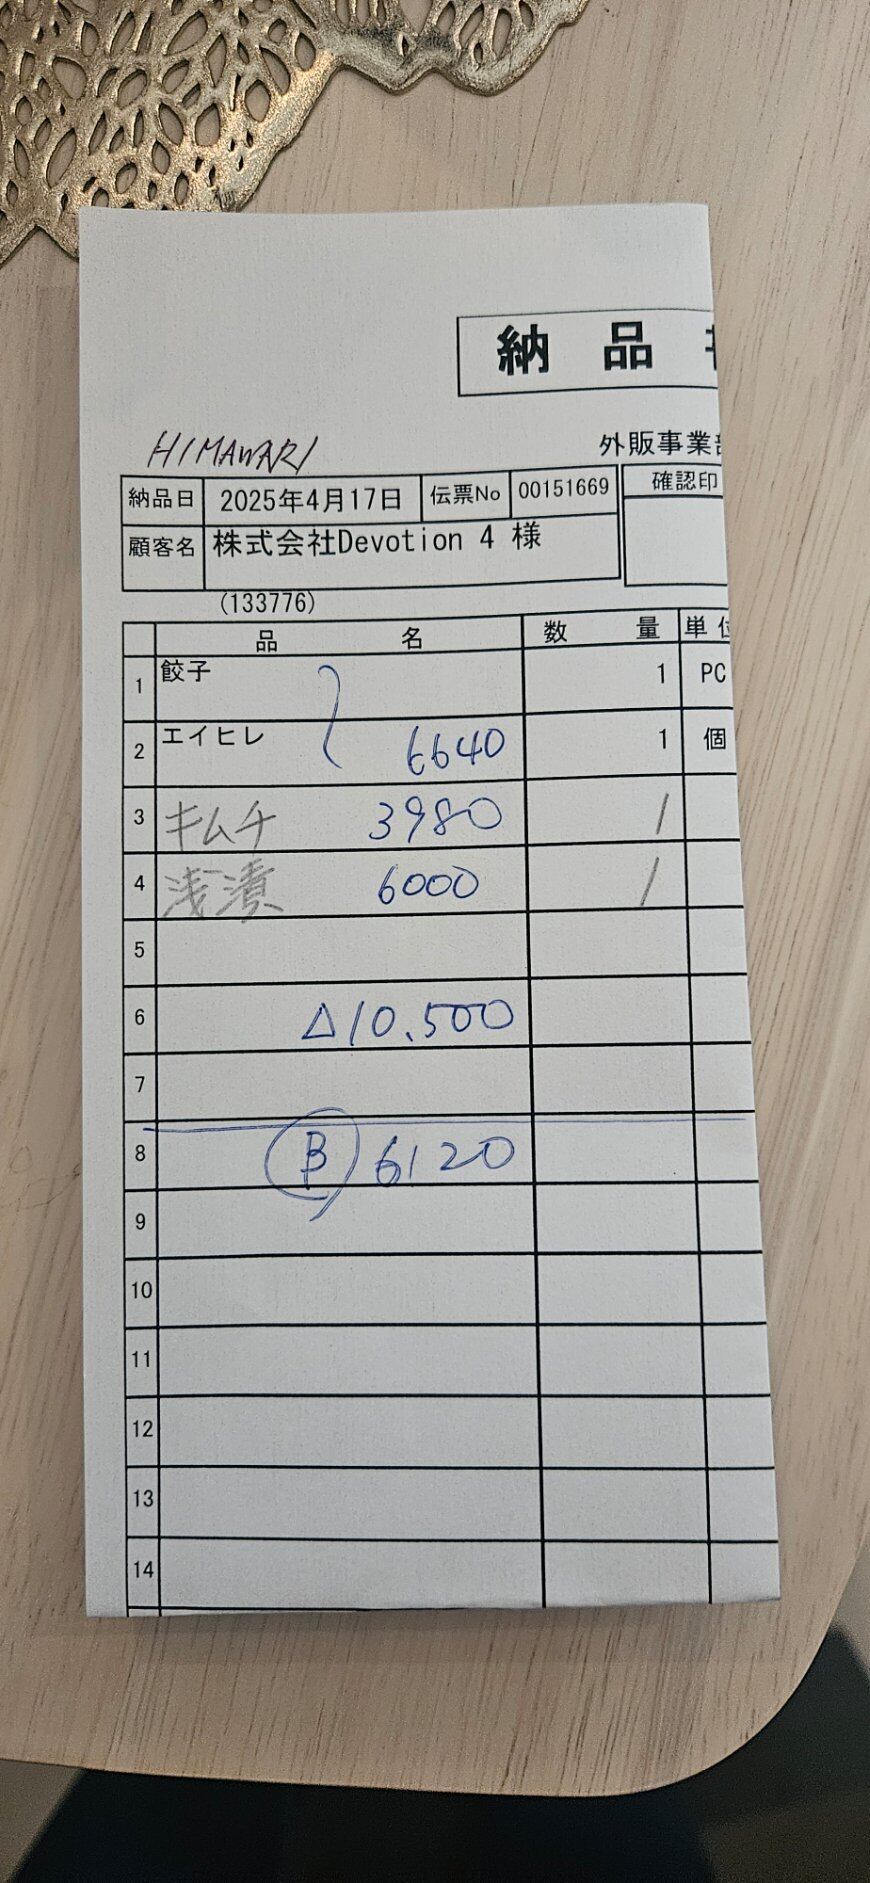 納品
HIMAWARI
外販事業部
納品日 2025年4月17日 伝票No 00151669 確認印
顧客名 株式会社Devotion 4 様
(133776)
品名 数量 単位
1 餃子 1 PC
2 エイヒレ 6640 1 個
3 キムチ 3980 1
4 浅漬 6000 1
5
6 △10,500
7
8 B 6120
9
10
11
12
13
14